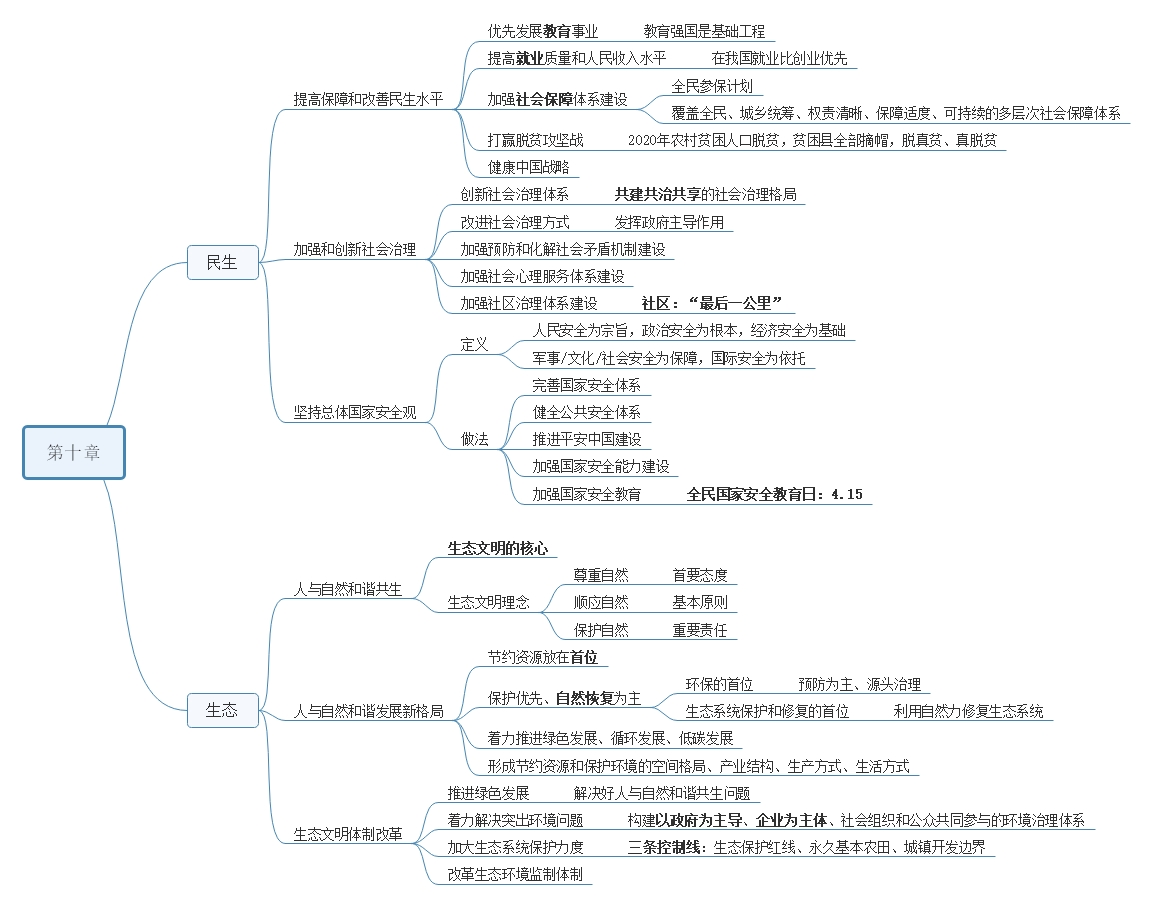 第十章
民生
提高保障和改善民生水平
优先发展教育事业 教育强国是基础工程
提高就业质量和人民收入水平 在我国就业比创业优先
加强社会保障体系建设
全民参保计划
覆盖全民、城乡统筹、权责清晰、保障适度、可持续的多层次社会保障体系
打赢脱贫攻坚战 2020年农村贫困人口脱贫，贫困县全部摘帽，脱真贫、真脱贫
健康中国战略
加强和创新社会治理
创新社会治理体系 共建共治共享的社会治理格局
改进社会治理方式 发挥政府主导作用
加强预防和化解社会矛盾机制建设
加强社会心理服务体系建设
加强社区治理体系建设 社区：“最后一公里”
坚持总体国家安全观
定义
人民安全为宗旨，政治安全为根本，经济安全为基础
军事/文化/社会安全为保障，国际安全为依托
做法
完善国家安全体系
健全公共安全体系
推进平安中国建设
加强国家安全能力建设
加强国家安全教育 全民国家安全教育日：4.15
生态
人与自然和谐共生
生态文明的核心
生态文明理念
尊重自然 首要态度
顺应自然 基本原则
保护自然 重要责任
人与自然和谐发展新格局
节约资源放在首位
保护优先、自然恢复为主
环保的首位 预防为主、源头治理
生态系统保护和修复的首位 利用自然力修复生态系统
着力推进绿色发展、循环发展、低碳发展
形成节约资源和保护环境的空间格局、产业结构、生产方式、生活方式
生态文明体制改革
推进绿色发展 解决好人与自然和谐共生问题
着力解决突出环境问题 构建以政府为主导、企业为主体、社会组织和公众共同参与的环境治理体系
加大生态系统保护力度 三条控制线：生态保护红线、永久基本农田、城镇开发边界
改革生态环境监制体制